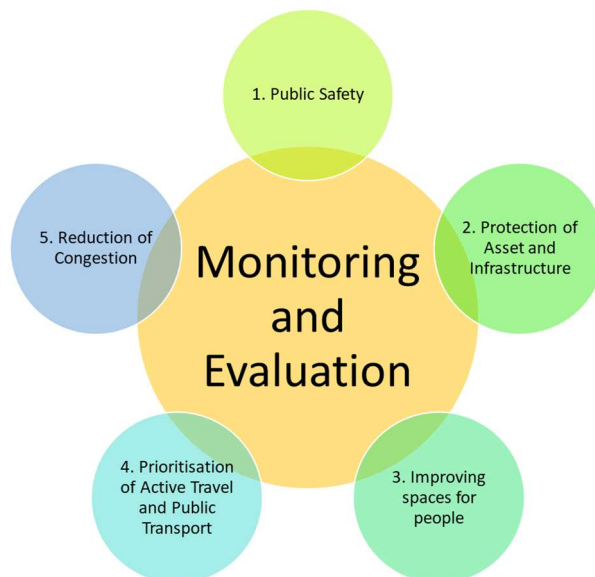 1. Public Safety
2. Protection of
Asset and
Infrastructure
3. Improving
spaces for
people
4. Prioritisation
of Active Travel
and Public
Transport
5. Reduction of
Congestion
Monitoring
and
Evaluation